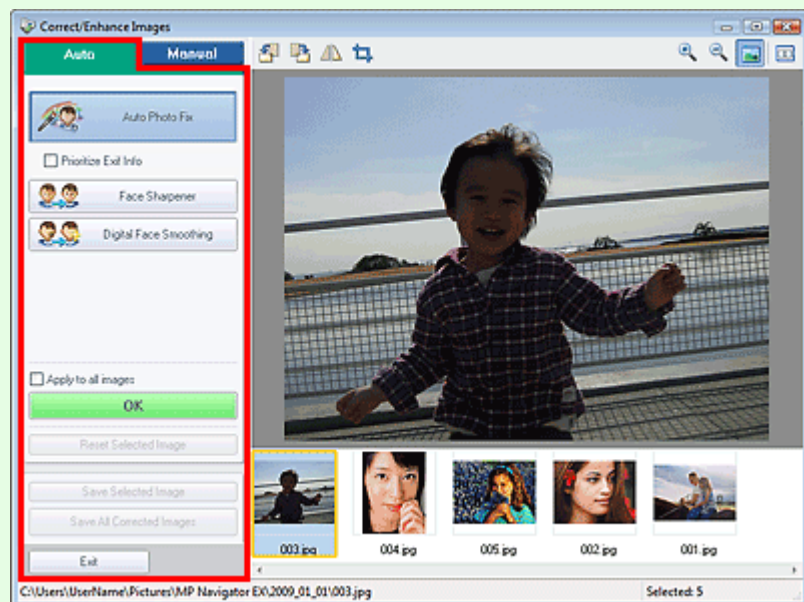 Correct/Enhance Images
Auto
Manual
Auto Photo Fix
Prioritize Exif Info
Face Sharpener
Digital Face Smoothing
Apply to all images
OK
Reset Selected Image
Save Selected Image
Save All Corrected Images
Exit
003.jpg
004.jpg
005.jpg
002.jpg
001.jpg
C:\Users\UserName\Pictures\MP Navigator EX\2009_01_01\003.jpg
Selected: 5